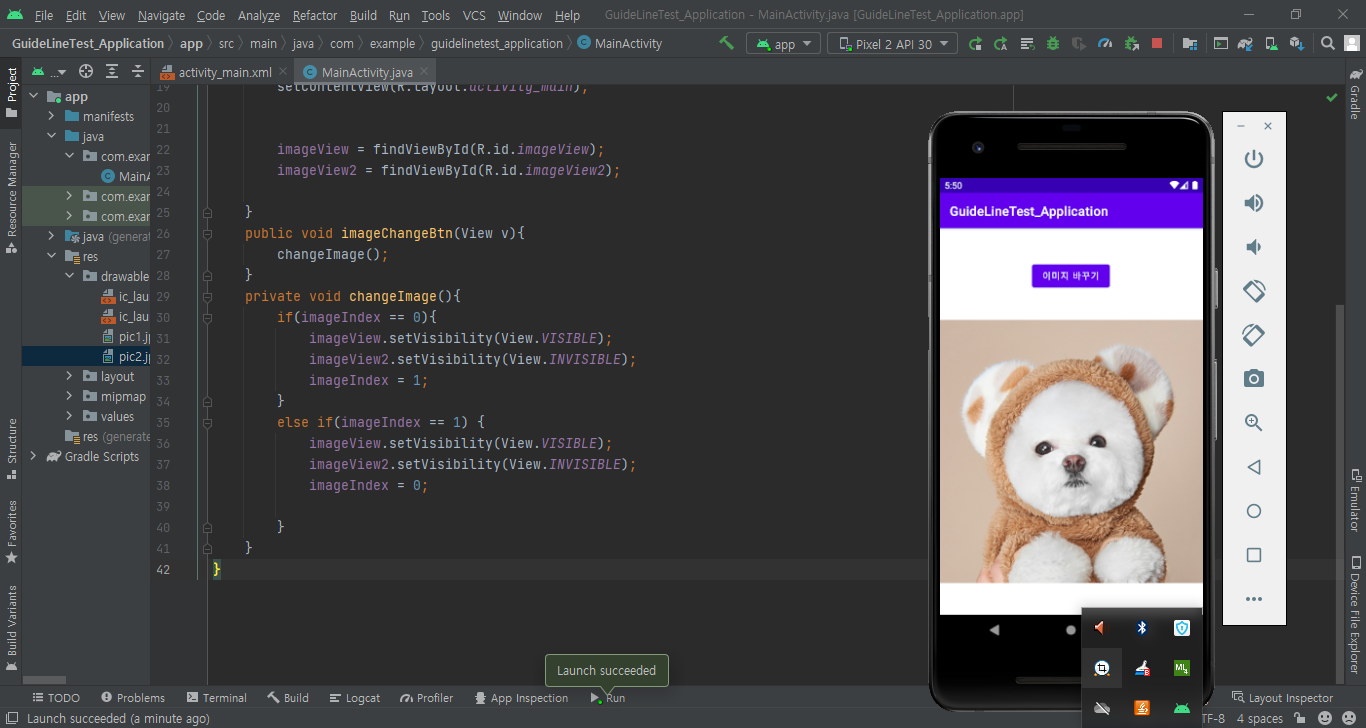 File Edit View Navigate Code Analyze Refactor Build Run Tools VCS Window Help GuideLineTest_Application - MainActivity.java [GuideLineTest_Application.app]
GuideLineTest_Application app src main java com example guidelinetest_application MainActivity app Pixel 2 API 30
... activity_main.xml MainActivity.java
Project
Resource Manager
Structure
Favorites
Build Variants
app
manifests
java
com.exar
MainA
com.exar
com.exar
java (generat
res
drawable
ic_lau
ic_lau
pic1.jp
pic2.jp
layout
mipmap
values
res (generate
Gradle Scripts
19 setContentView(R.layout.activity_main);
20
21
22 imageView = findViewById(R.id.imageView);
23 imageView2 = findViewById(R.id.imageView2);
24
25 }
26 public void imageChangeBtn(View v){
27 changeImage();
28 }
29 private void changeImage(){
30 if(imageIndex == 0){
31 imageView.setVisibility(View.VISIBLE);
32 imageView2.setVisibility(View.INVISIBLE);
33 imageIndex = 1;
34 }
35 else if(imageIndex == 1) {
36 imageView.setVisibility(View.VISIBLE);
37 imageView2.setVisibility(View.INVISIBLE);
38 imageIndex = 0;
39
40 }
41 }
42 }
5:50
GuideLineTest_Application
이미지 바꾸기
Gradle
Emulator
Device File Explorer
Launch succeeded
TODO Problems Terminal Build Logcat Profiler App Inspection Run Layout Inspector
Launch succeeded (a minute ago) TF-8 4 spaces